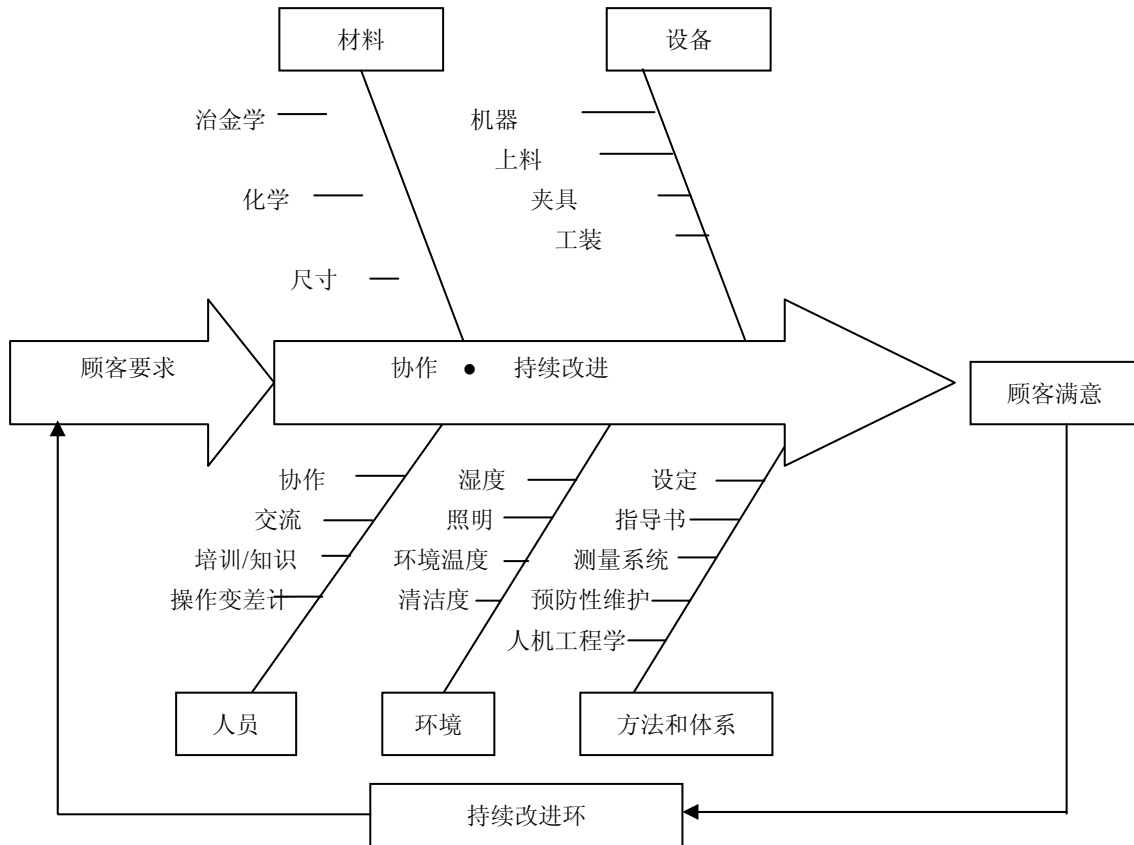 材料
设备
治金学
机器
上料
化学
夹具
工装
尺寸
顾客要求
协作 ● 持续改进
顾客满意
协作
湿度
设定
交流
照明
指导书
培训/知识
环境温度
测量系统
操作变差计
清洁度
预防性维护
人机工程学
人员
环境
方法和体系
持续改进环